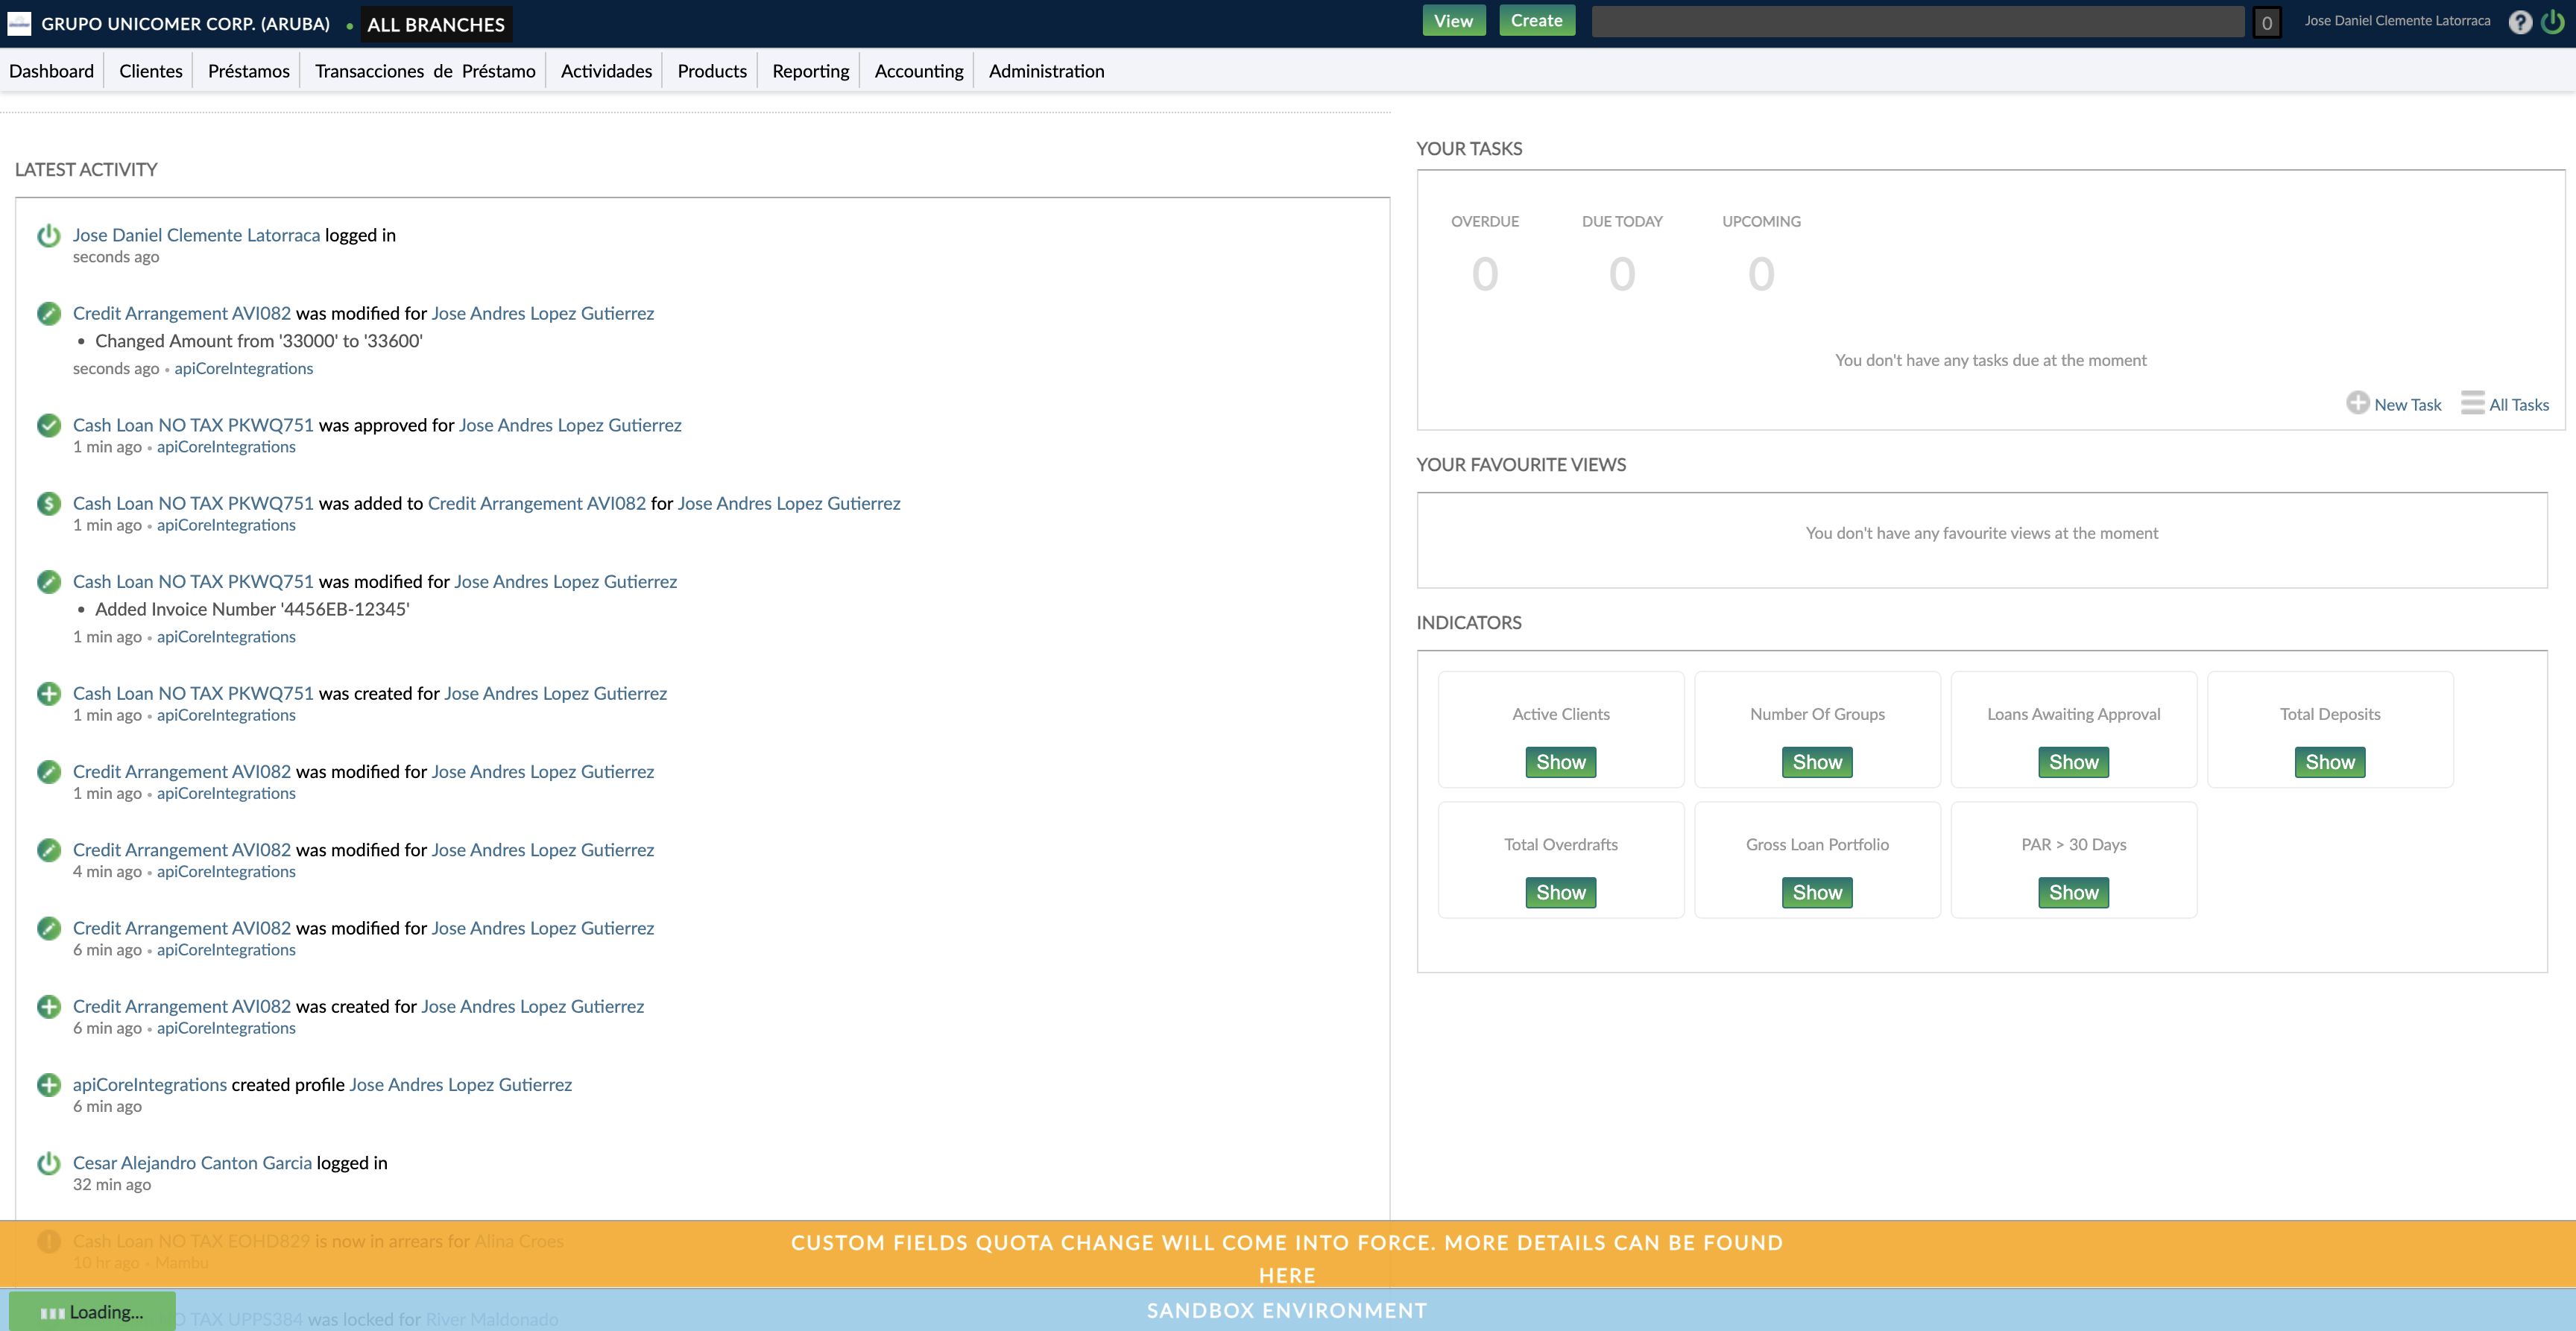 GRUPO UNICOMER CORP. (ARUBA) • ALL BRANCHES
View Create 0 Jose Daniel Clemente Latorraca ?
Dashboard Clientes Préstamos Transacciones de Préstamo Actividades Products Reporting Accounting Administration
LATEST ACTIVITY
Jose Daniel Clemente Latorraca logged in
seconds ago
Credit Arrangement AVI082 was modified for Jose Andres Lopez Gutierrez
• Changed Amount from '33000' to '33600'
seconds ago • apiCoreIntegrations
Cash Loan NO TAX PKWQ751 was approved for Jose Andres Lopez Gutierrez
1 min ago • apiCoreIntegrations
Cash Loan NO TAX PKWQ751 was added to Credit Arrangement AVI082 for Jose Andres Lopez Gutierrez
1 min ago • apiCoreIntegrations
Cash Loan NO TAX PKWQ751 was modified for Jose Andres Lopez Gutierrez
• Added Invoice Number '4456EB-12345'
1 min ago • apiCoreIntegrations
Cash Loan NO TAX PKWQ751 was created for Jose Andres Lopez Gutierrez
1 min ago • apiCoreIntegrations
Credit Arrangement AVI082 was modified for Jose Andres Lopez Gutierrez
1 min ago • apiCoreIntegrations
Credit Arrangement AVI082 was modified for Jose Andres Lopez Gutierrez
4 min ago • apiCoreIntegrations
Credit Arrangement AVI082 was modified for Jose Andres Lopez Gutierrez
6 min ago • apiCoreIntegrations
Credit Arrangement AVI082 was created for Jose Andres Lopez Gutierrez
6 min ago • apiCoreIntegrations
apiCoreIntegrations created profile Jose Andres Lopez Gutierrez
6 min ago
Cesar Alejandro Canton Garcia logged in
32 min ago
Cash Loan NO TAX EOHD829 is now in arrears for Alina Croes
10 hr ago • Mambu
NO TAX UPPS384 was locked for River Maldonado
YOUR TASKS
OVERDUE DUE TODAY UPCOMING
0 0 0
You don't have any tasks due at the moment
New Task All Tasks
YOUR FAVOURITE VIEWS
You don't have any favourite views at the moment
INDICATORS
Active Clients Number Of Groups Loans Awaiting Approval Total Deposits
Show Show Show Show
Total Overdrafts Gross Loan Portfolio PAR > 30 Days
Show Show Show
CUSTOM FIELDS QUOTA CHANGE WILL COME INTO FORCE. MORE DETAILS CAN BE FOUND
HERE
Loading...
SANDBOX ENVIRONMENT